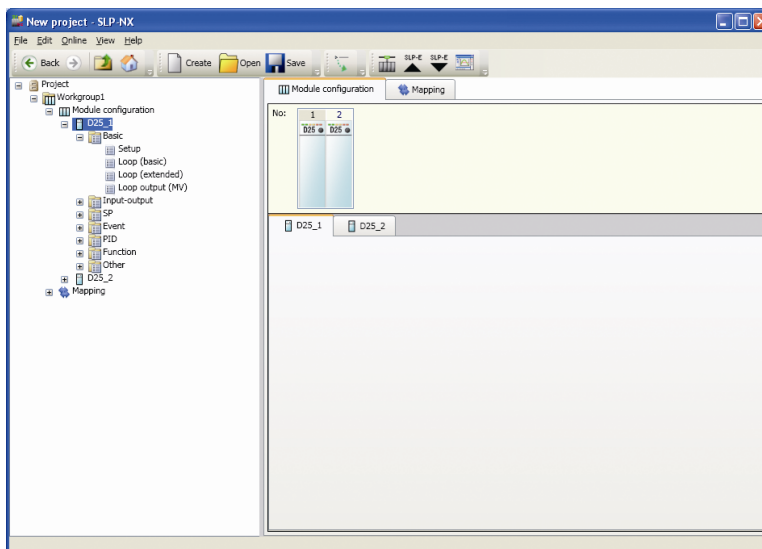 New project - SLP-NX
File Edit Online View Help
Back Create Open Save SLP-E SLP-E
Project
Workgroup1
Module configuration
D25_1
Basic
Setup
Loop (basic)
Loop (extended)
Loop output (MV)
Input-output
SP
Event
PID
Function
Other
D25_2
Mapping
Module configuration Mapping
No: 1 2
D25 D25
D25_1 D25_2